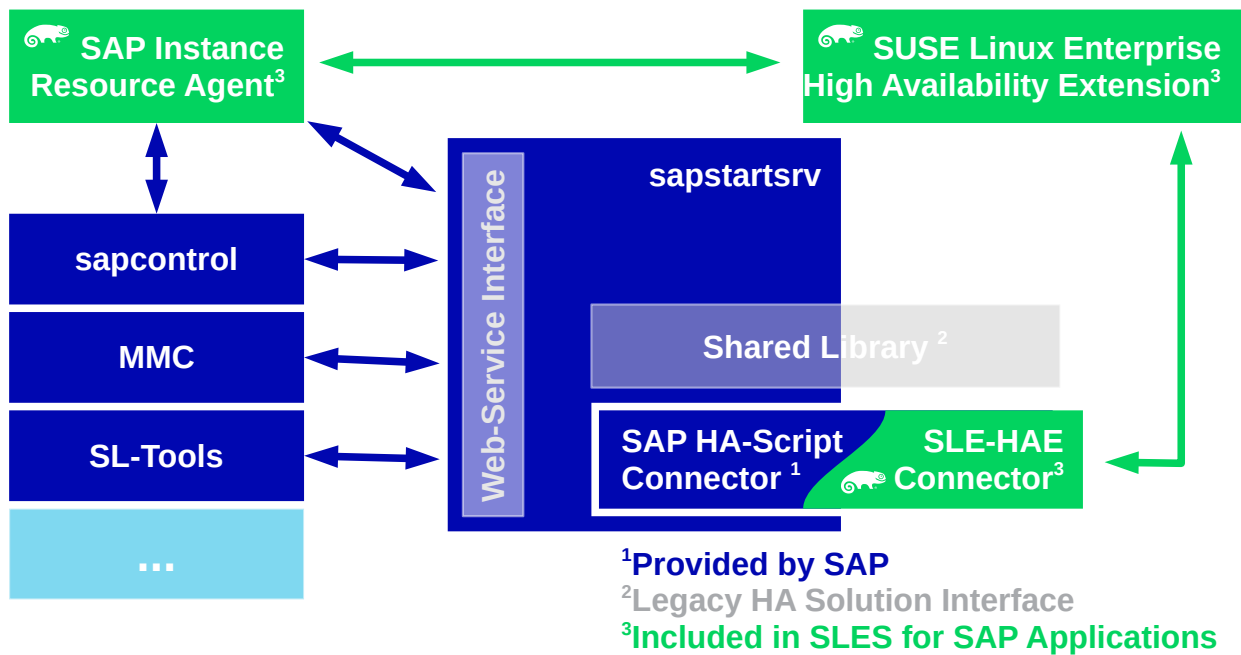 SAP Instance
Resource Agent³
SUSE Linux Enterprise
High Availability Extension³
sapstartsrv
Web-Service Interface
sapcontrol
MMC
SL-Tools
...
Shared Library ²
SAP HA-Script
Connector ¹
SLE-HAE
Connector³
¹Provided by SAP
²Legacy HA Solution Interface
³Included in SLES for SAP Applications